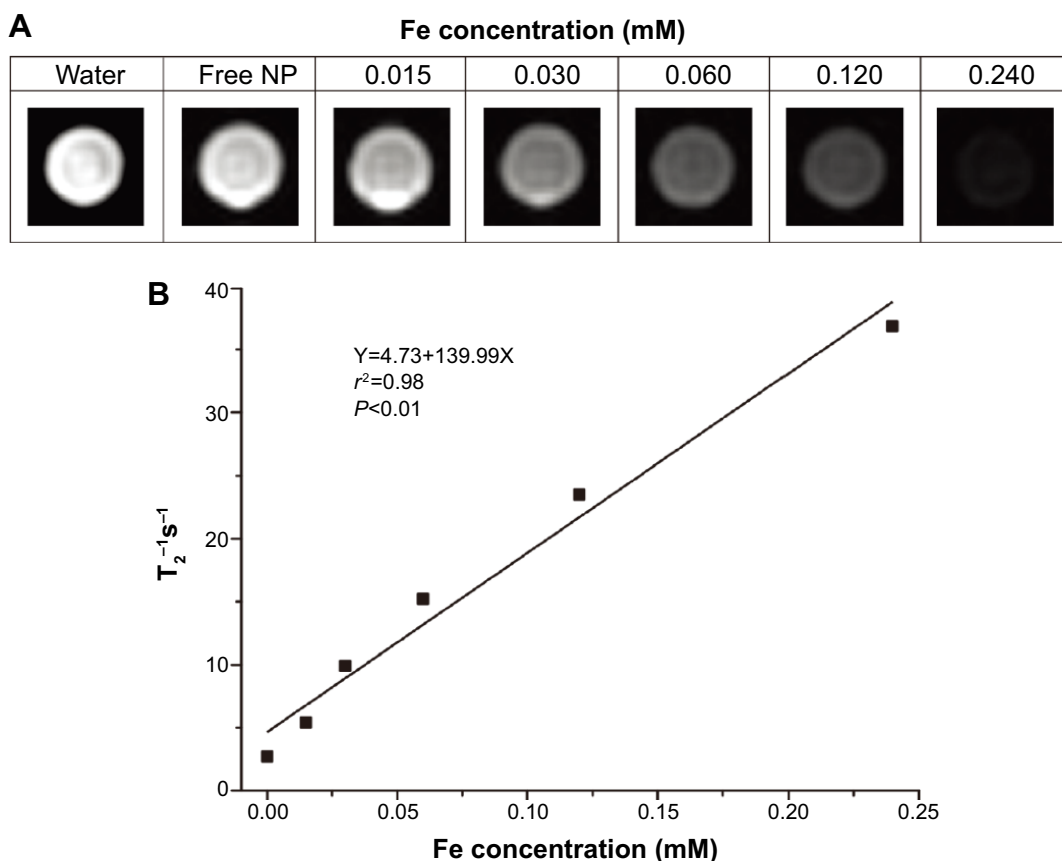 A
Fe concentration (mM)
Water Free NP 0.015 0.030 0.060 0.120 0.240
B
40
Y=4.73+139.99X
r²=0.98
P<0.01
30
20
10
0
T₂⁻¹s⁻¹
0.00 0.05 0.10 0.15 0.20 0.25
Fe concentration (mM)